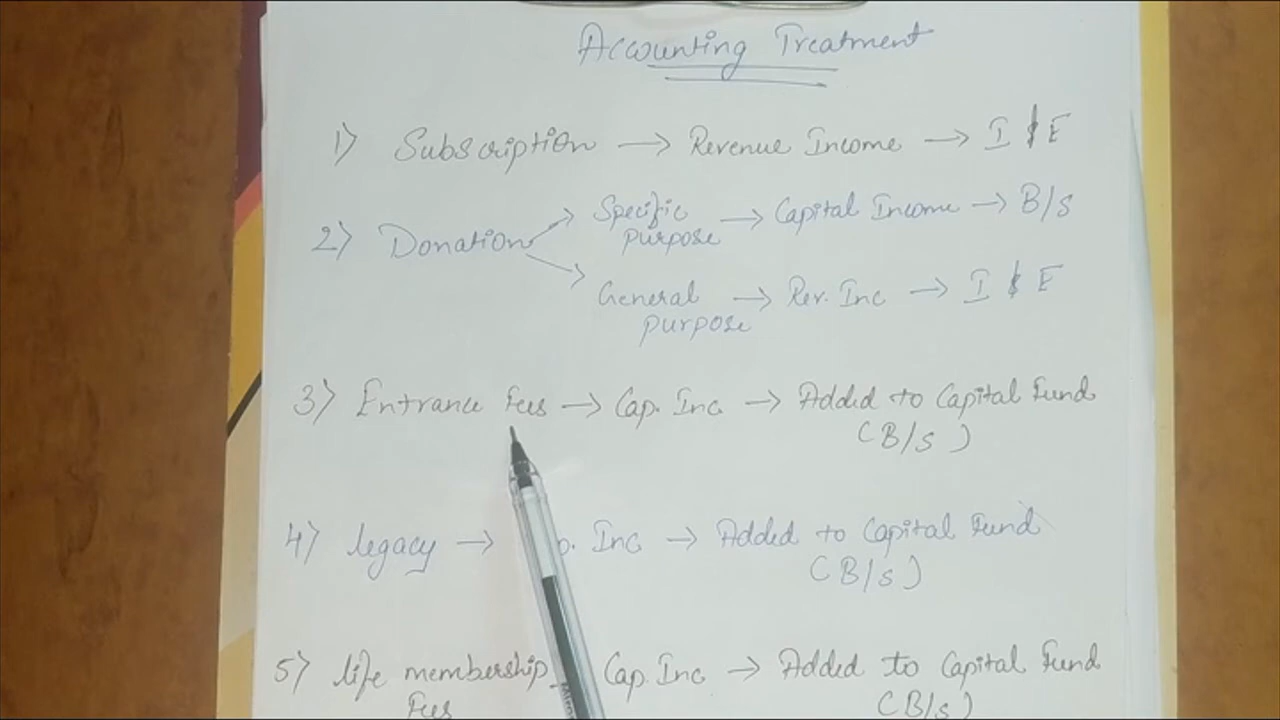 Accounting Treatment
1) Subscription → Revenue Income → I & E
2) Donation → Specific purpose → Capital Income → B/S
→ General purpose → Rev. Inc → I & E
3) Entrance Fees → Cap. Inc → Added to Capital Fund
(B/S)
4) legacy → p. Inc → Added to Capital Fund
(B/S)
5) life membership Cap. Inc → Added to Capital Fund
Fees (B/S)